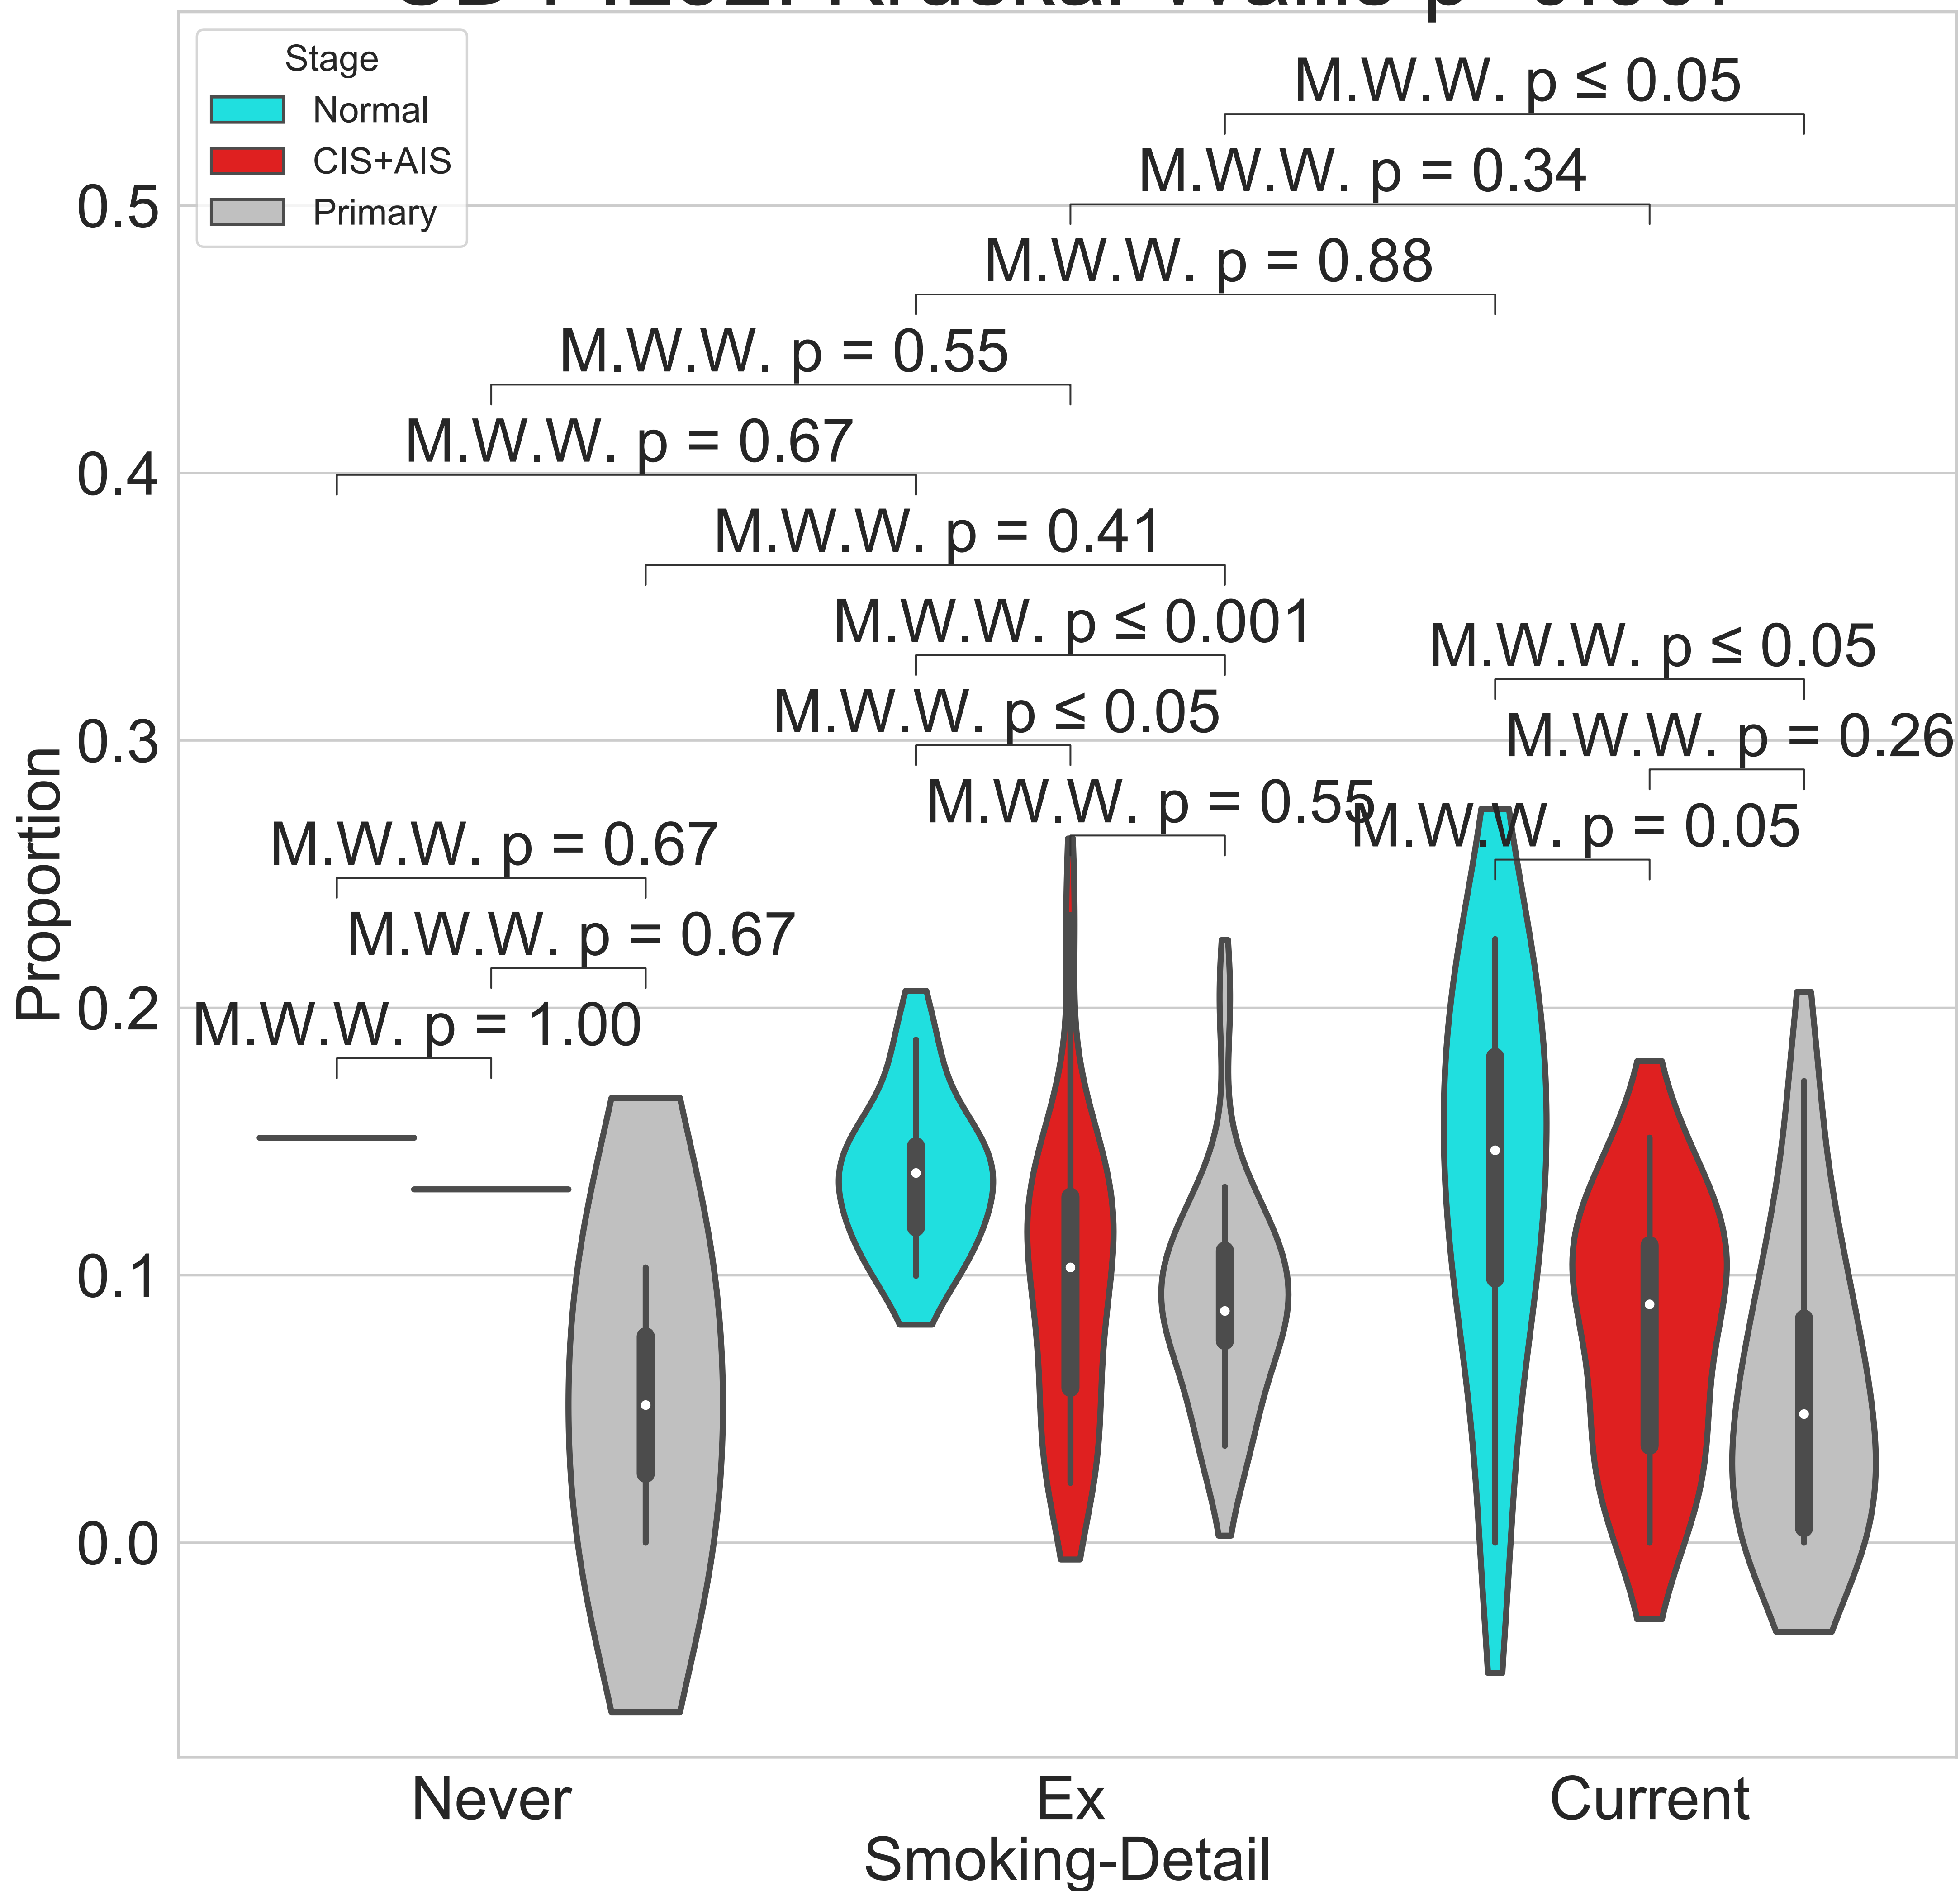 Stage
Normal
CIS+AIS
Primary
M.W.W. p ≤ 0.05
M.W.W. p = 0.34
M.W.W. p = 0.88
M.W.W. p = 0.55
M.W.W. p = 0.67
M.W.W. p = 0.41
M.W.W. p ≤ 0.001
M.W.W. p ≤ 0.05
M.W.W. p ≤ 0.05
M.W.W. p = 0.26
M.W.W. p = 0.55
M.W.W. p = 0.05
M.W.W. p = 0.67
M.W.W. p = 0.67
M.W.W. p = 1.00
0.5
0.4
0.3
0.2
0.1
0.0
Proportion
Never
Ex
Current
Smoking-Detail